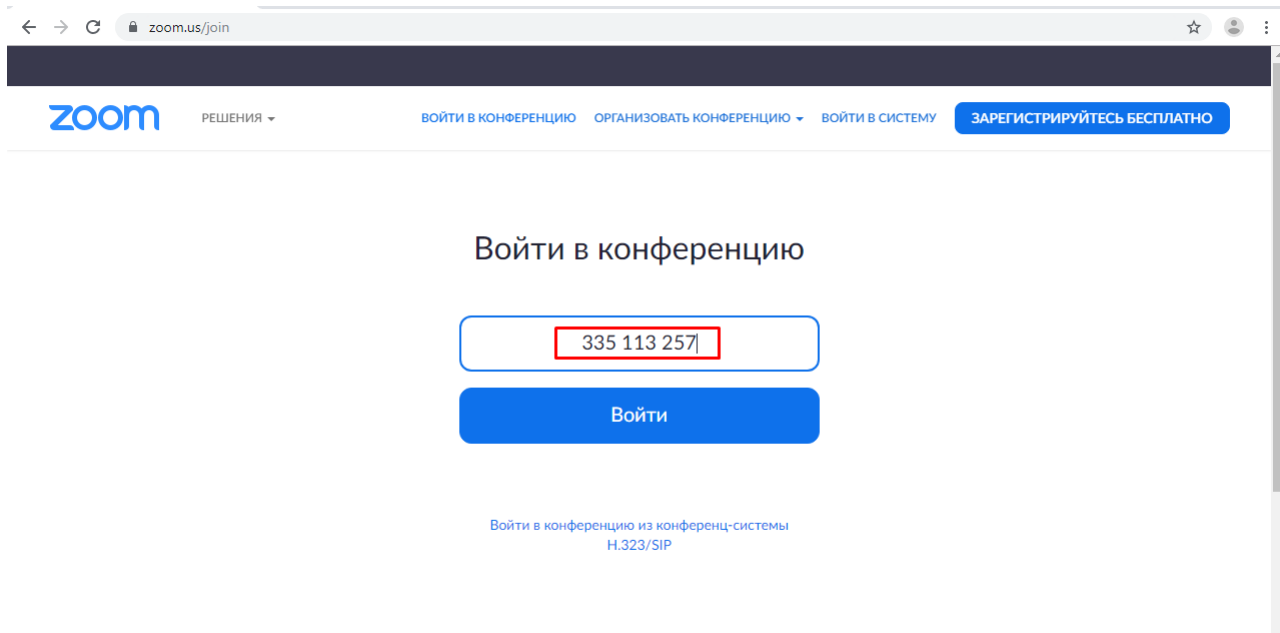 zoom.us/join
zoom РЕШЕНИЯ ВОЙТИ В КОНФЕРЕНЦИЮ ОРГАНИЗОВАТЬ КОНФЕРЕНЦИЮ ВОЙТИ В СИСТЕМУ ЗАРЕГИСТРИРУЙТЕСЬ БЕСПЛАТНО
Войти в конференцию
335 113 257
Войти
Войти в конференцию из конференц-системы
H.323/SIP